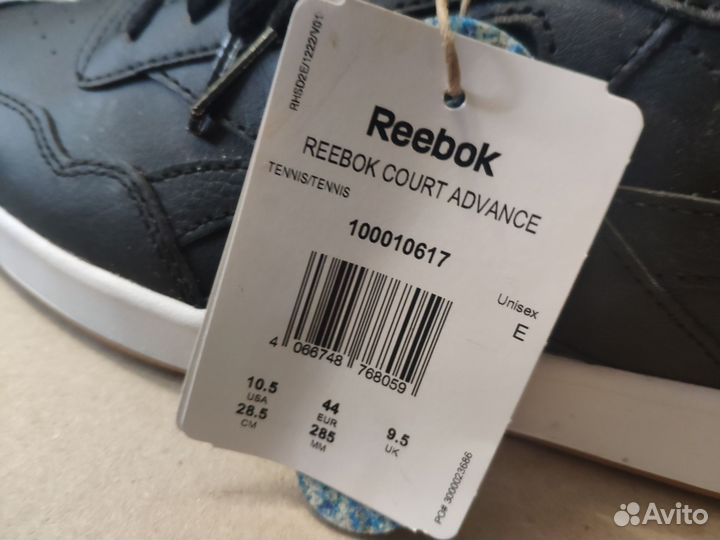 RHSD2E/1222/V01
Reebok
REEBOK COURT ADVANCE
TENNIS/TENNIS
100010617
Unisex
E
4 066748 768059
10.5
USA
28.5
CM
44
EUR
285
MM
9.5
UK
PO# 3000023686
Avito